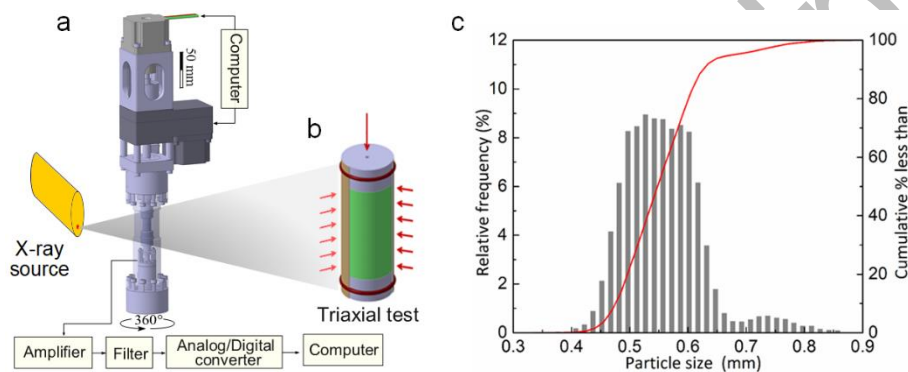 a
50 mm
Computer
b
X-ray
source
360°
Triaxial test
Amplifier
Filter
Analog/Digital
converter
Computer
c
Relative frequency (%)
12
10
8
6
4
2
0
0.3
0.4
0.5
0.6
0.7
0.8
0.9
Particle size (mm)
100
80
60
40
20
0
Cumulative % less than